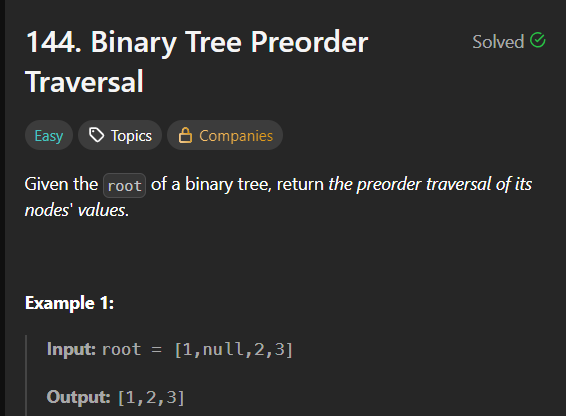 144. Binary Tree Preorder
Traversal
Solved
Easy
Topics
Companies
Given the root of a binary tree, return the preorder traversal of its
nodes' values.
Example 1:
Input: root = [1,null,2,3]
Output: [1,2,3]